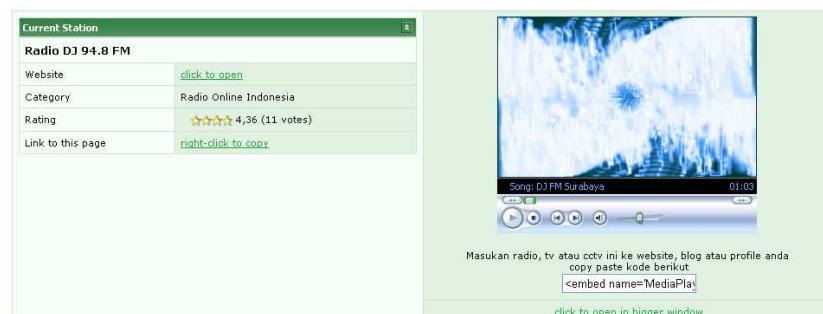 Current Station
Radio DJ 94.8 FM
Website click to open
Category Radio Online Indonesia
Rating 4,36 (11 votes)
Link to this page right-click to copy
Song: DJ FM Surabaya 01:03
Masukan radio, tv atau cctv ini ke website, blog atau profile anda
copy paste kode berikut
<embed name='MediaPlay
click to open in bigger window